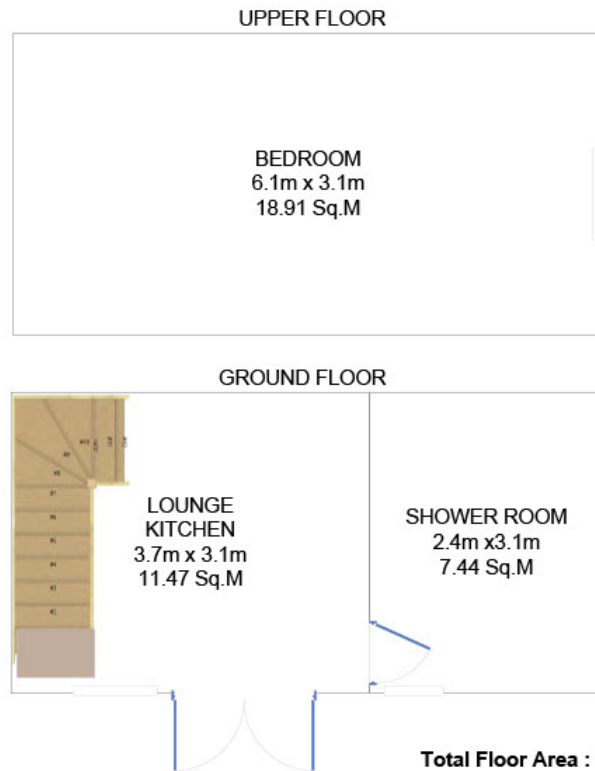 UPPER FLOOR
BEDROOM
6.1m x 3.1m
18.91 Sq.M
GROUND FLOOR
LOUNGE
KITCHEN
3.7m x 3.1m
11.47 Sq.M
SHOWER ROOM
2.4m x3.1m
7.44 Sq.M
Total Floor Area :